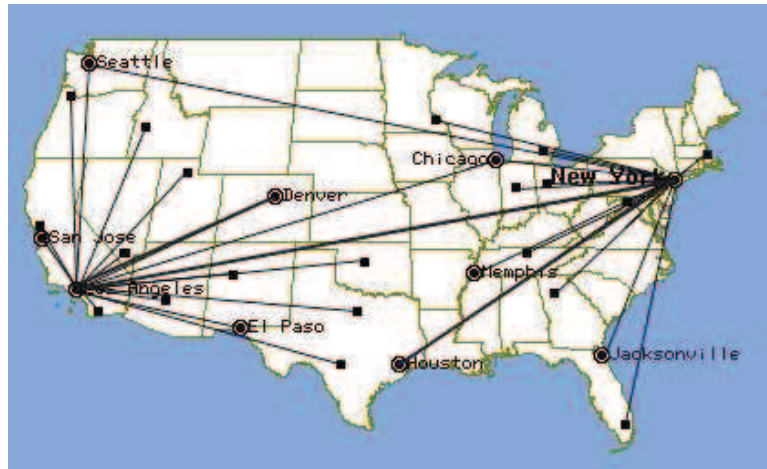 Seattle
Chicago
New York
Denver
San Jose
Los Angeles
Memphis
El Paso
Houston
Jacksonville